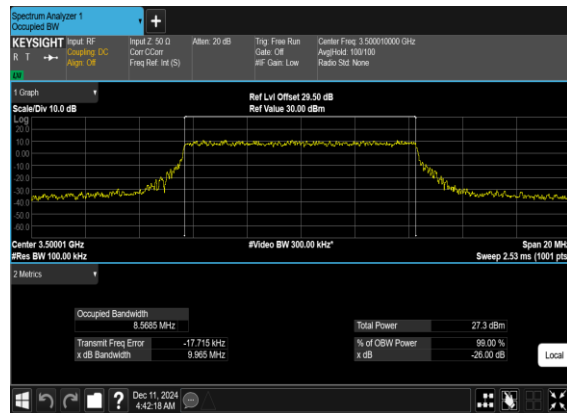 Spectrum Analyzer 1
Occupied BW
KEYSIGHT
R T
LW
Input: RF
Coupling: DC
Align: Off
Input Z: 50 Ω
Corr CCorr
Freq Ref: Int (S)
Atten: 20 dB
Trig: Free Run
Gate: Off
#IF Gain: Low
Center Freq: 3.500010000 GHz
Avg|Hold: 100/100
Radio Std: None
1 Graph
Scale/Div 10.0 dB
Ref Lvl Offset 29.50 dB
Ref Value 30.00 dBm
Log
20.0
10.0
0.00
-10.0
-20.0
-30.0
-40.0
-50.0
-60.0
Center 3.50001 GHz
#Res BW 100.00 kHz
#Video BW 300.00 kHz*
Span 20 MHz
Sweep 2.53 ms (1001 pts)
2 Metrics
Occupied Bandwidth
8.5685 MHz
Total Power 27.3 dBm
Transmit Freq Error -17.715 kHz
% of OBW Power 99.00 %
x dB Bandwidth 9.965 MHz
x dB -26.00 dB
Local
Dec 11, 2024
4:42:18 AM